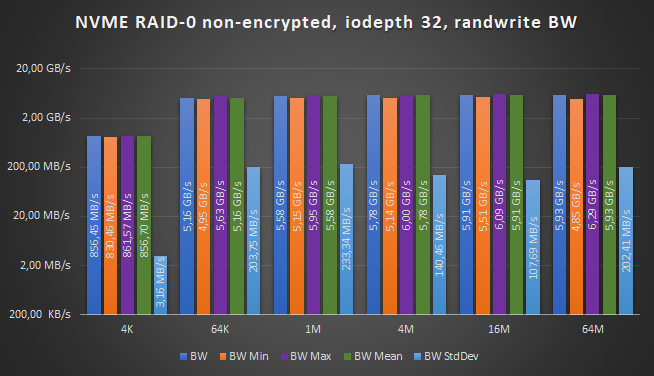 NVME RAID-0 non-encrypted, iodepth 32, randwrite BW
20,00 GB/s
2,00 GB/s
200,00 MB/s
20,00 MB/s
2,00 MB/s
200,00 KB/s
856,45 MB/s
830,46 MB/s
861,57 MB/s
856,70 MB/s
3,16 MB/s
5,16 GB/s
4,95 GB/s
5,63 GB/s
5,16 GB/s
203,75 MB/s
5,58 GB/s
5,15 GB/s
5,95 GB/s
5,58 GB/s
233,34 MB/s
5,78 GB/s
5,14 GB/s
6,00 GB/s
5,78 GB/s
140,46 MB/s
5,91 GB/s
5,51 GB/s
6,09 GB/s
5,91 GB/s
107,69 MB/s
5,93 GB/s
4,85 GB/s
6,29 GB/s
5,93 GB/s
202,41 MB/s
4K 64K 1M 4M 16M 64M
BW BW Min BW Max BW Mean BW StdDev